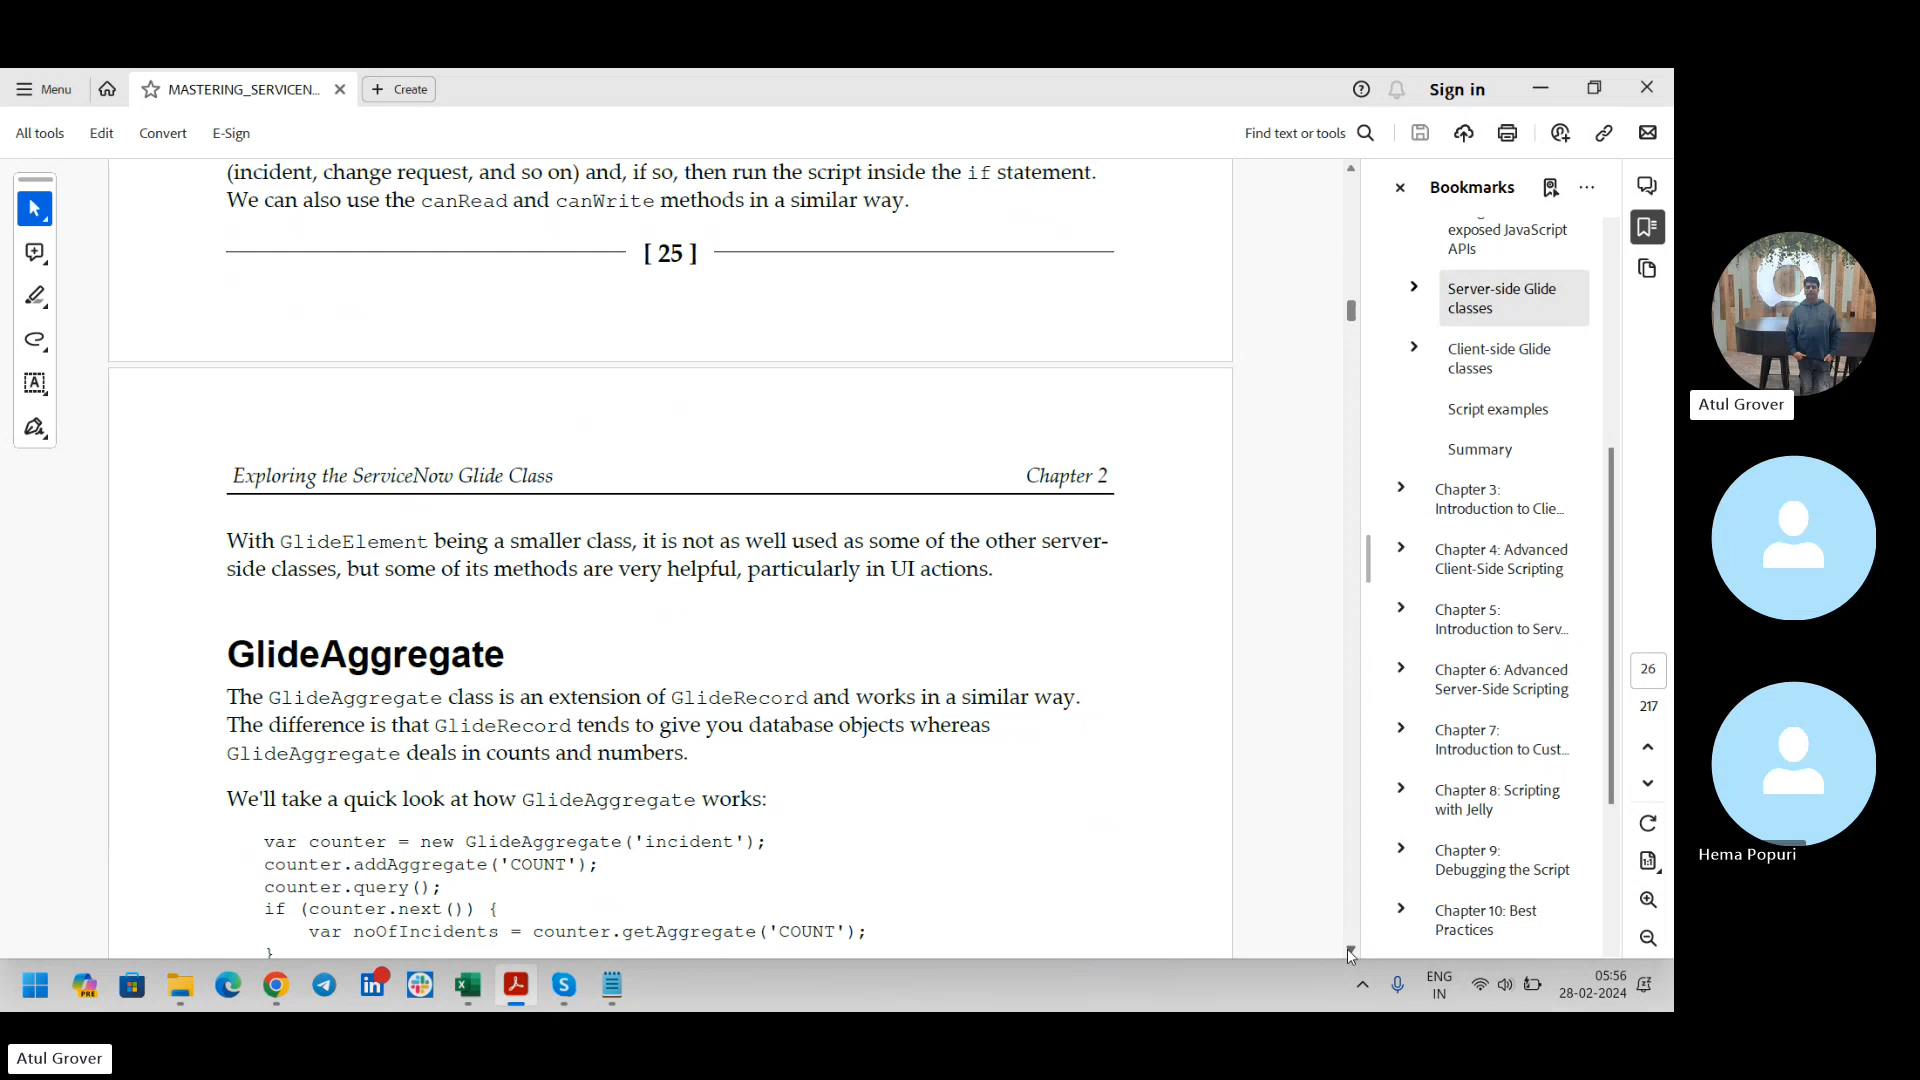 Menu
MASTERING_SERVICEN...
Create
Sign in
All tools
Edit
Convert
E-Sign
Find text or tools
(incident, change request, and so on) and, if so, then run the script inside the if statement.
We can also use the canRead and canWrite methods in a similar way.
[ 25 ]
Exploring the ServiceNow Glide Class
Chapter 2
With GlideElement being a smaller class, it is not as well used as some of the other server-
side classes, but some of its methods are very helpful, particularly in UI actions.
GlideAggregate
The GlideAggregate class is an extension of GlideRecord and works in a similar way.
The difference is that GlideRecord tends to give you database objects whereas
GlideAggregate deals in counts and numbers.
We'll take a quick look at how GlideAggregate works:
var counter = new GlideAggregate('incident');
counter.addAggregate('COUNT');
counter.query();
if (counter.next()) {
var noOfIncidents = counter.getAggregate('COUNT');
}
Bookmarks
exposed JavaScript
APIs
Server-side Glide
classes
Client-side Glide
classes
Script examples
Summary
Chapter 3:
Introduction to Clie...
Chapter 4: Advanced
Client-Side Scripting
Chapter 5:
Introduction to Serv...
Chapter 6: Advanced
Server-Side Scripting
Chapter 7:
Introduction to Cust...
Chapter 8: Scripting
with Jelly
Chapter 9:
Debugging the Script
Chapter 10: Best
Practices
26
217
1:1
PRE
ENG
IN
05:56
28-02-2024
Atul Grover
Hema Popuri
Atul Grover